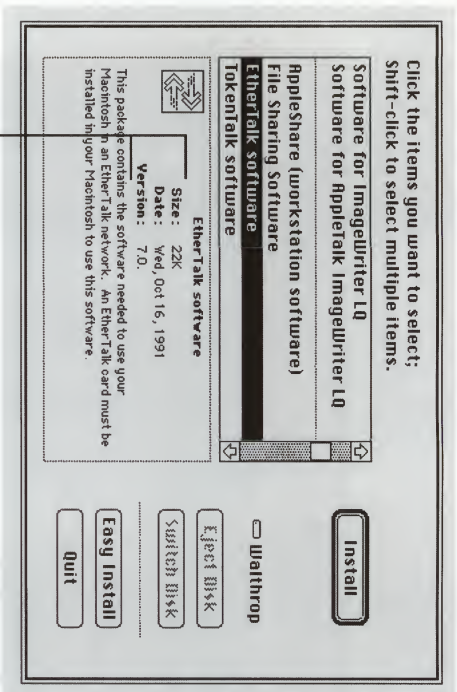 Click the items you want to select;
Shift-click to select multiple items.
Software for ImageWriter LQ
Software for AppleTalk ImageWriter LQ
AppleShare (workstation software)
File Sharing Software
EtherTalk software
TokenTalk software
Install
Walthrop
Eject Disk
Switch Disk
Easy Install
Quit
EtherTalk software
Size: 22K
Date: Wed, Oct 16, 1991
Version: 7.0.
This package contains the software needed to use your
Macintosh in an EtherTalk network. An EtherTalk card must be
installed in your Macintosh to use this software.